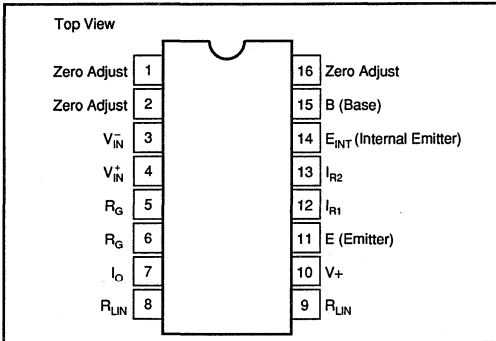 Top View
Zero Adjust 1
Zero Adjust 2
V⁻IN 3
V⁺IN 4
RG 5
RG 6
IO 7
RLIN 8
16 Zero Adjust
15 B (Base)
14 EINT (Internal Emitter)
13 IR2
12 IR1
11 E (Emitter)
10 V+
9 RLIN